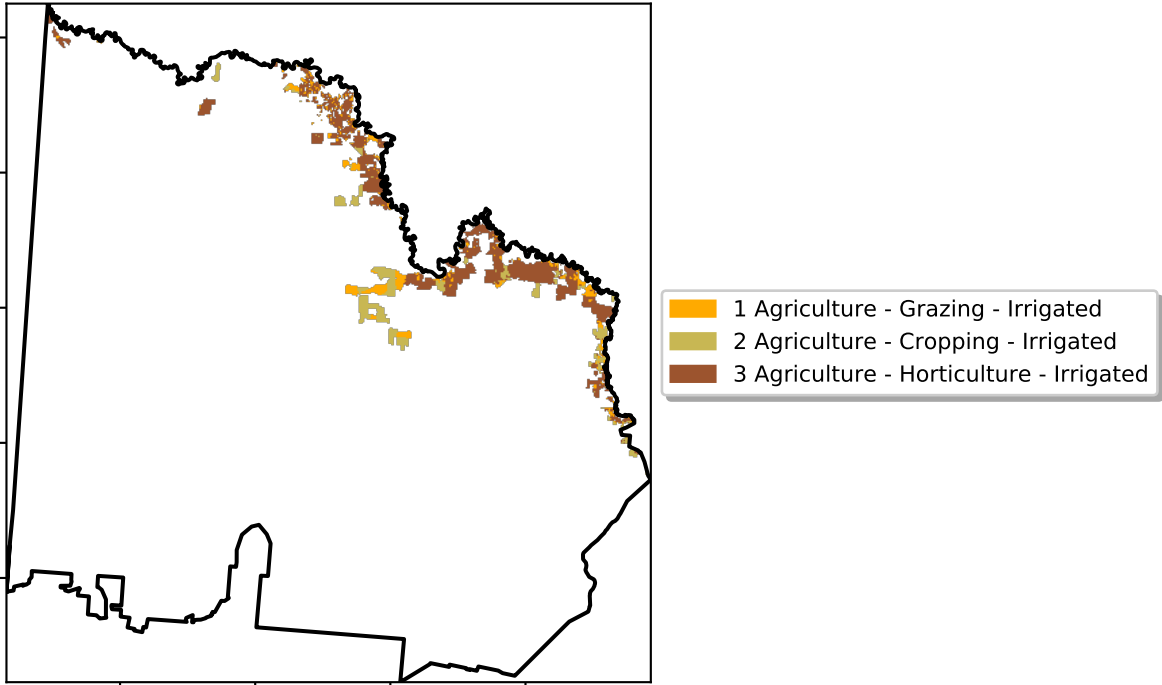 1 Agriculture - Grazing - Irrigated
2 Agriculture - Cropping - Irrigated
3 Agriculture - Horticulture - Irrigated